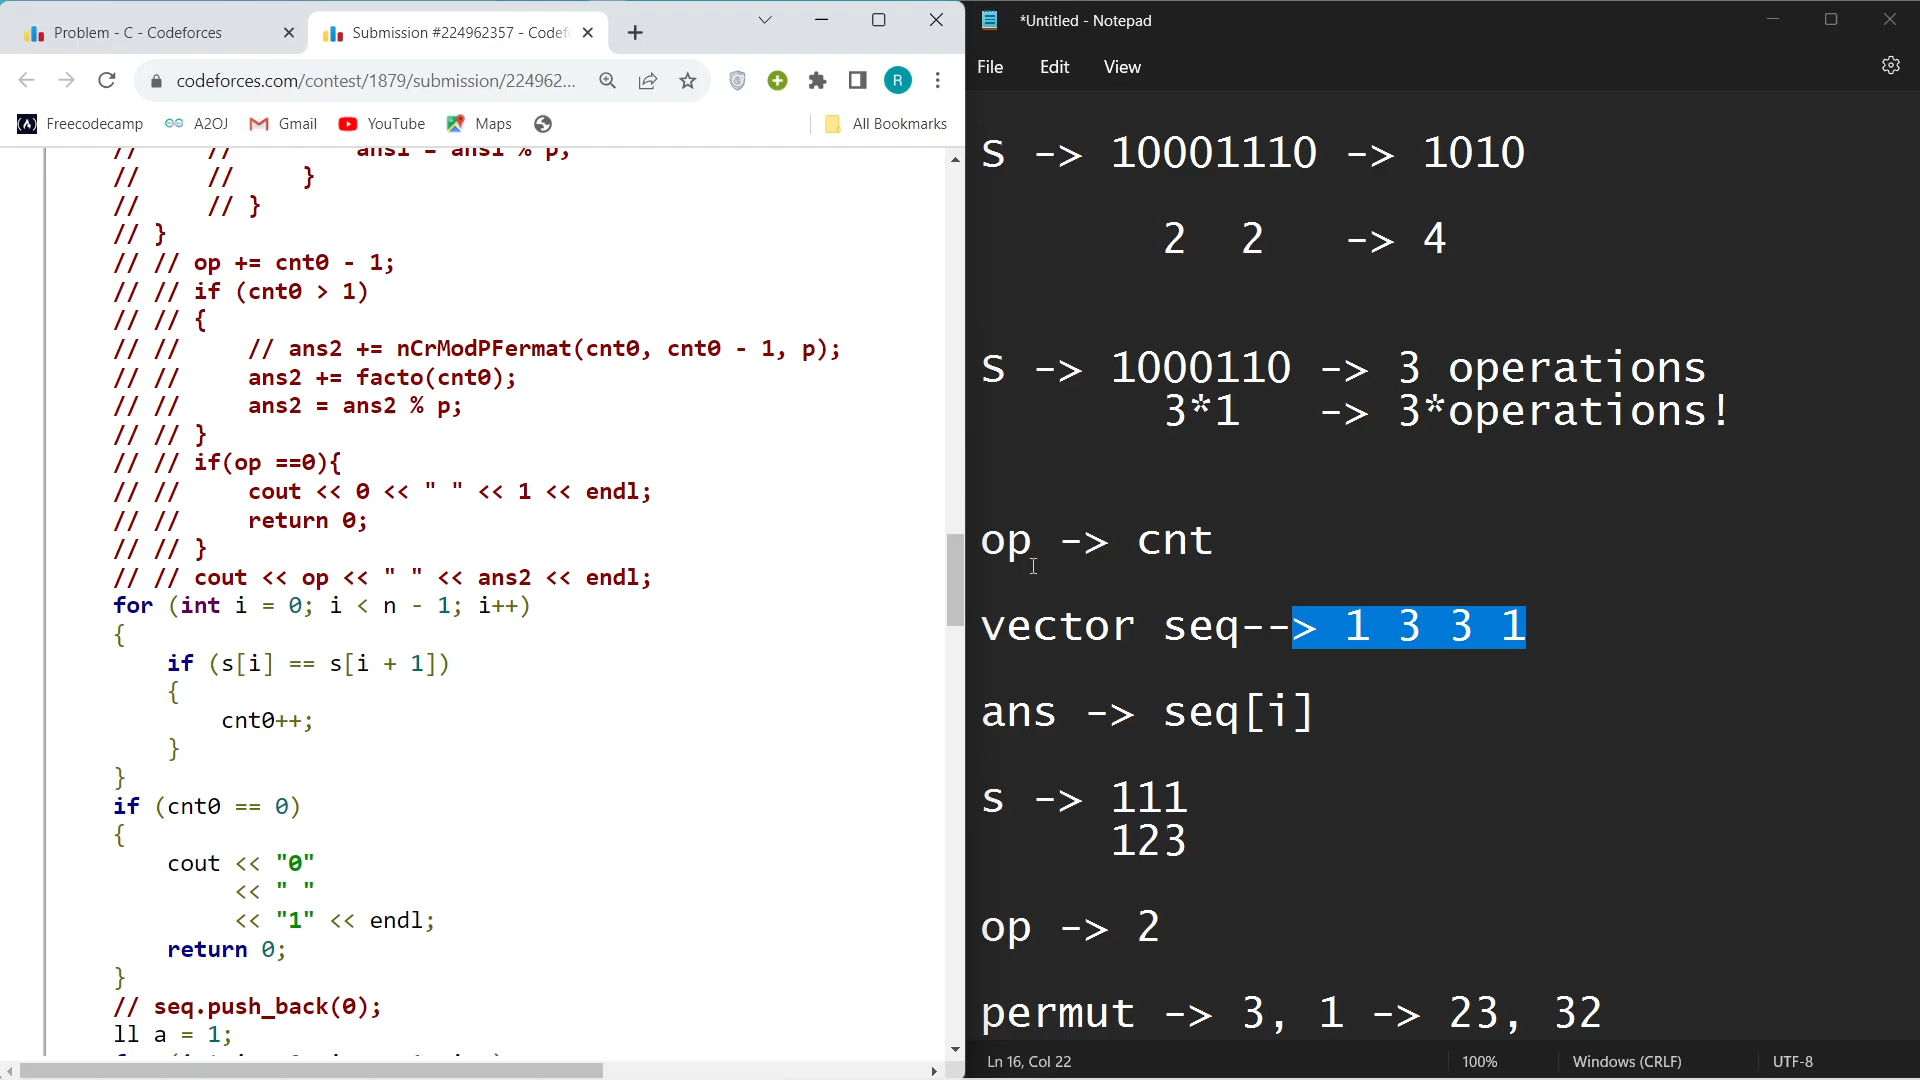 Problem - C - Codeforces
Submission #224962357 - Codef
codeforces.com/contest/1879/submission/224962...
R
Freecodecamp
A2OJ
Gmail
YouTube
Maps
All Bookmarks
// // ans1 = ans1 % p;
// // }
// // }
// }
// // op += cnt0 - 1;
// // if (cnt0 > 1)
// // {
// // // ans2 += nCrModPFermat(cnt0, cnt0 - 1, p);
// // ans2 += facto(cnt0);
// // ans2 = ans2 % p;
// // }
// // if(op ==0){
// // cout << 0 << " " << 1 << endl;
// // return 0;
// // }
// // cout << op << " " << ans2 << endl;
for (int i = 0; i < n - 1; i++)
{
if (s[i] == s[i + 1])
{
cnt0++;
}
}
if (cnt0 == 0)
{
cout << "0"
<< " "
<< "1" << endl;
return 0;
}
// seq.push_back(0);
ll a = 1;
*Untitled - Notepad
File Edit View
S -> 10001110 -> 1010
2 2 -> 4
S -> 1000110 -> 3 operations
3*1 -> 3*operations!
op -> cnt
vector seq--> 1 3 3 1
ans -> seq[i]
s -> 111
123
op -> 2
permut -> 3, 1 -> 23, 32
Ln 16, Col 22
100%
Windows (CRLF)
UTF-8